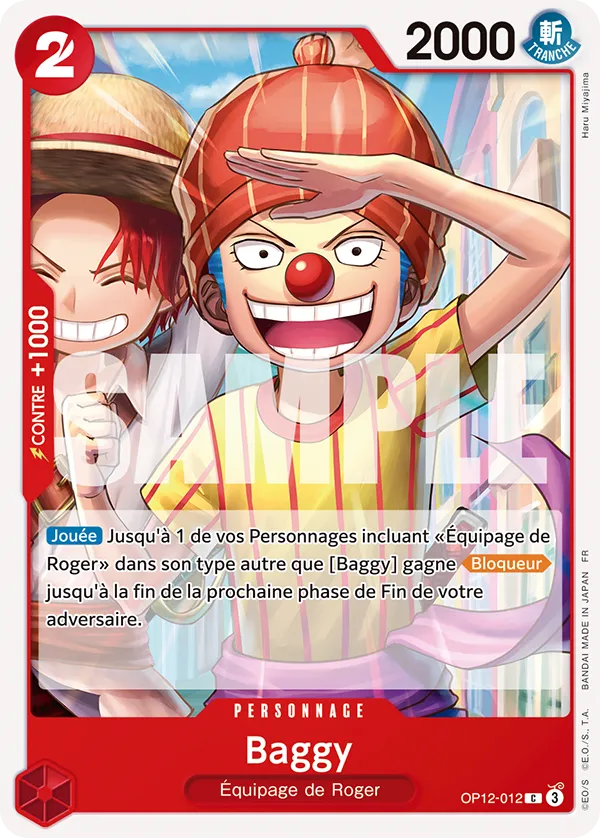 2
2000
斬
TRANCHE
Haru Miyajima
CONTRE +1000
SAMPLE
Jouée Jusqu'à 1 de vos Personnages incluant «Équipage de
Roger» dans son type autre que [Baggy] gagne Bloqueur
jusqu'à la fin de la prochaine phase de Fin de votre
adversaire.
PERSONNAGE
Baggy
Équipage de Roger
OP12-012 C 3
©E.O/S ©E.O./S., T.A. BANDAI MADE IN JAPAN FR